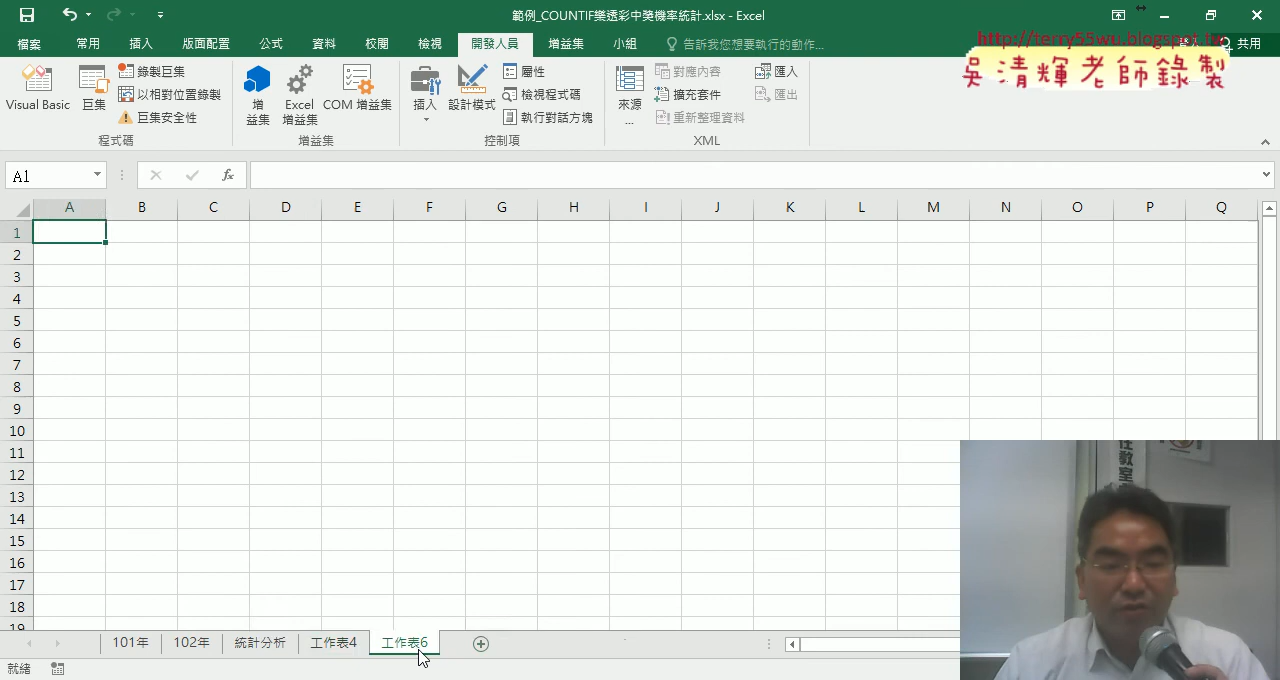 範例_COUNTIF樂透彩中獎機率統計.xlsx - Excel
檔案 常用 插入 版面配置 公式 資料 校閱 檢視 開發人員 增益集 小組 告訴我您想要執行的動作... 登入 共用
http://terry55wu.blogspot.tw
吳清輝老師錄製
Visual Basic 巨集 錄製巨集 以相對位置錄製 巨集安全性
程式碼
增益集 Excel 增益集 COM 增益集
增益集
插入 設計模式 屬性 檢視程式碼 執行對話方塊
控制項
來源... 對應內容 擴充套件 重新整理資料 匯入 匯出
XML
A1 fx
A B C D E F G H I J K L M N O P Q
1
2
3
4
5
6
7
8
9
10
11
12
13
14
15
16
17
18
19
任教室
101年 102年 統計分析 工作表4 工作表6
就緒